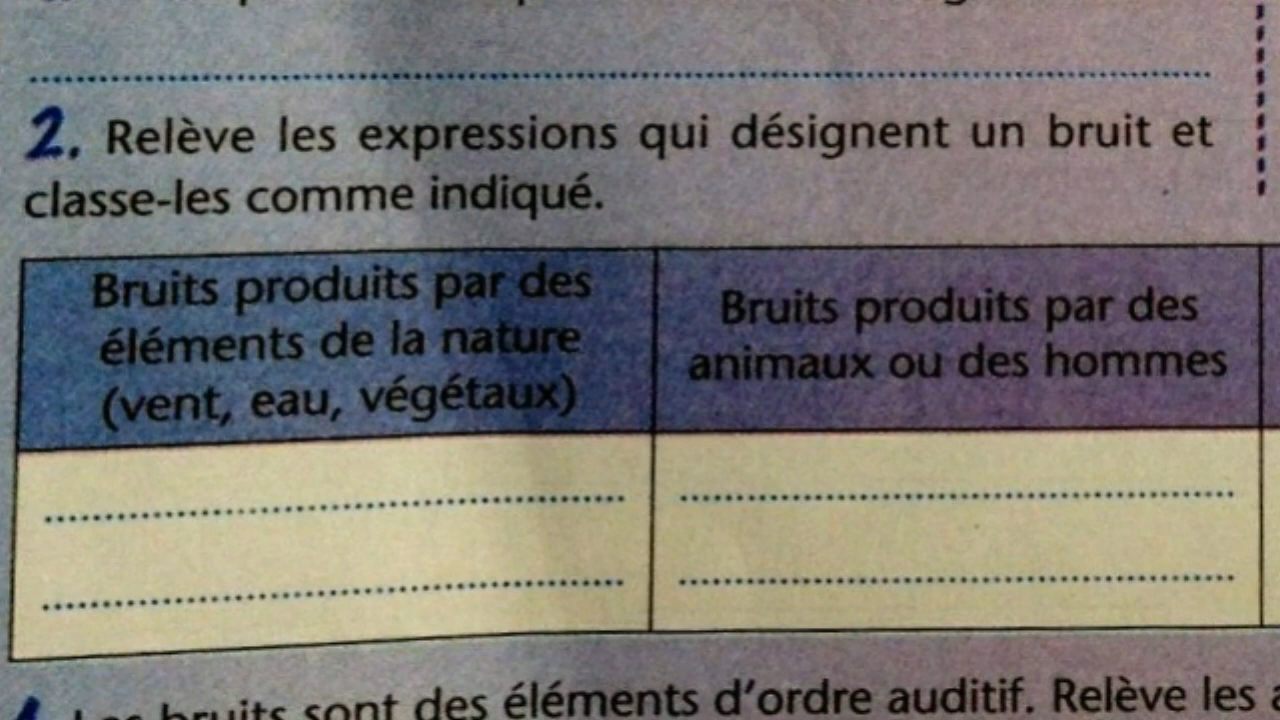 2. Relève les expressions qui désignent un bruit et
classe-les comme indiqué.
Bruits produits par des
éléments de la nature
(vent, eau, végétaux)
Bruits produits par des
animaux ou des hommes
bruits sont des éléments d'ordre auditif. Relève les